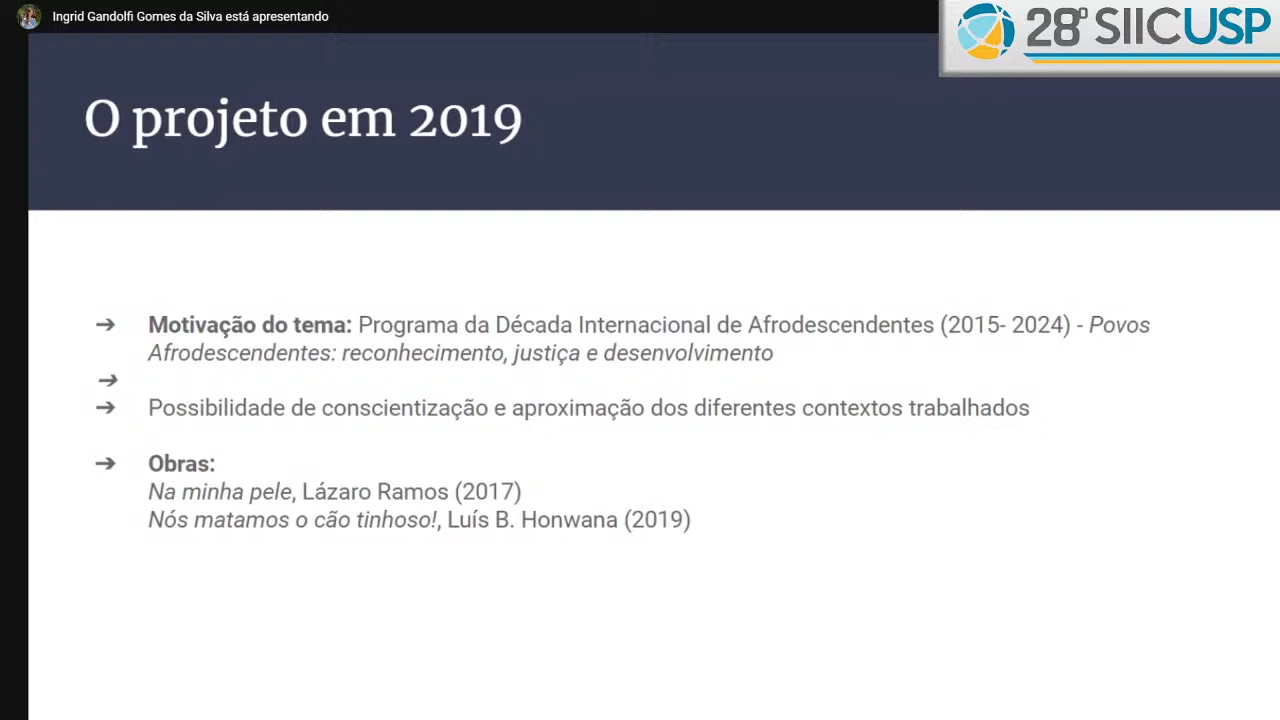 Ingrid Gandolfi Gomes da Silva está apresentando
28º SIICUSP
O projeto em 2019
➔ Motivação do tema: Programa da Década Internacional de Afrodescendentes (2015- 2024) - Povos
Afrodescendentes: reconhecimento, justiça e desenvolvimento
➔
➔ Possibilidade de conscientização e aproximação dos diferentes contextos trabalhados
➔ Obras:
Na minha pele, Lázaro Ramos (2017)
Nós matamos o cão tinhoso!, Luís B. Honwana (2019)